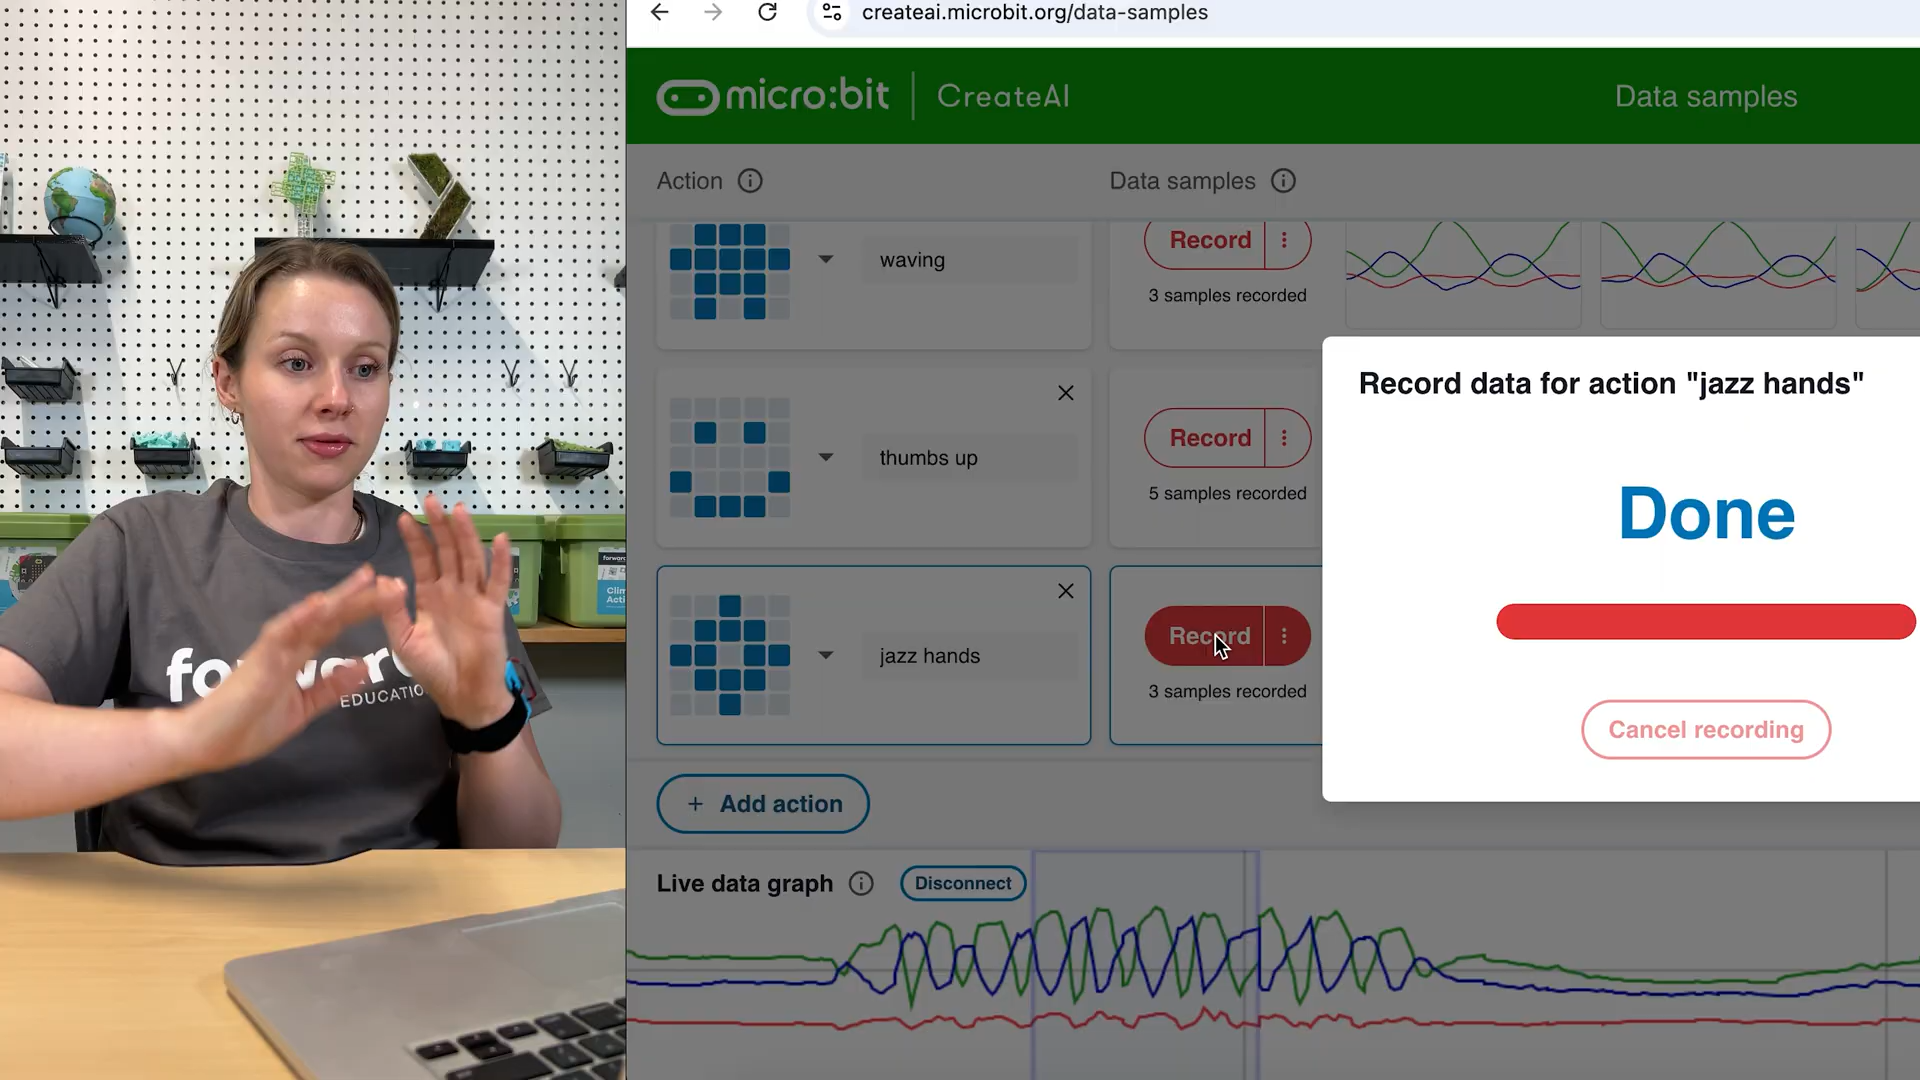 createai.microbit.org/data-samples
micro:bit CreateAI Data samples
Action Data samples
waving
Record
3 samples recorded
thumbs up
Record
5 samples recorded
jazz hands
Record
3 samples recorded
Record data for action "jazz hands"
Done
Cancel recording
+ Add action
Live data graph Disconnect
EDUCATIO